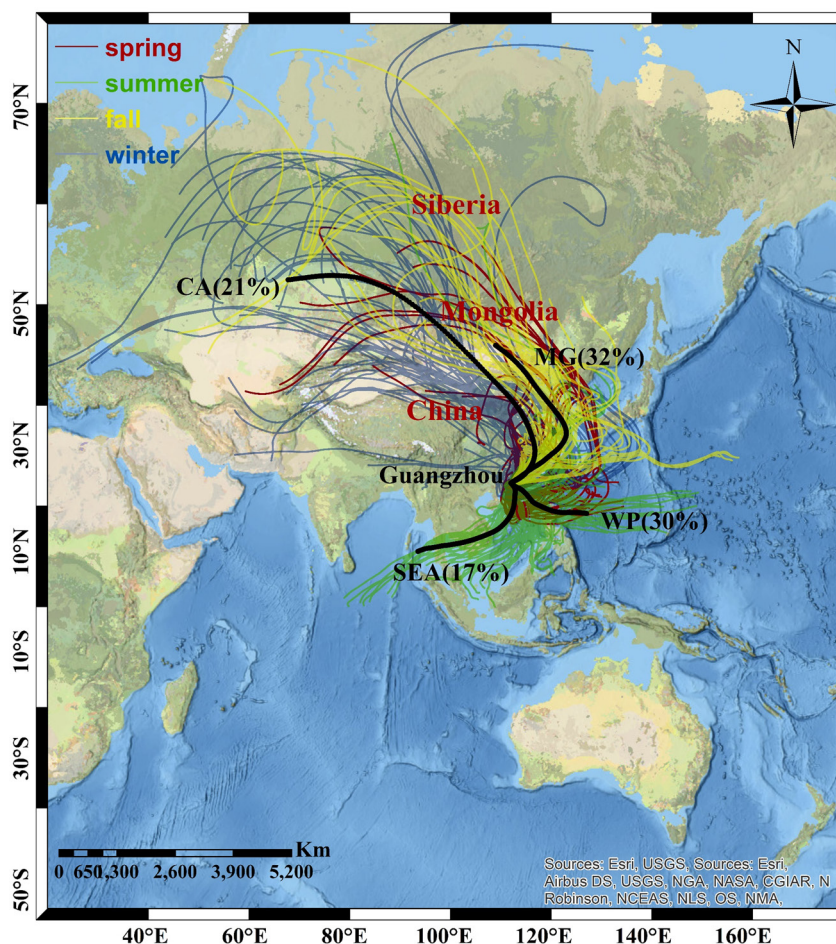 spring
summer
fall
winter
N
70°N
50°N
30°N
10°N
10°S
30°S
50°S
Siberia
CA(21%)
Mongolia
MG(32%)
China
Guangzhou
WP(30%)
SEA(17%)
Km
0 650 1,300 2,600 3,900 5,200
Sources: Esri, USGS, Sources: Esri,
Airbus DS, USGS, NGA, NASA, CGIAR, N
Robinson, NCEAS, NLS, OS, NMA,
40°E 60°E 80°E 100°E 120°E 140°E 160°E